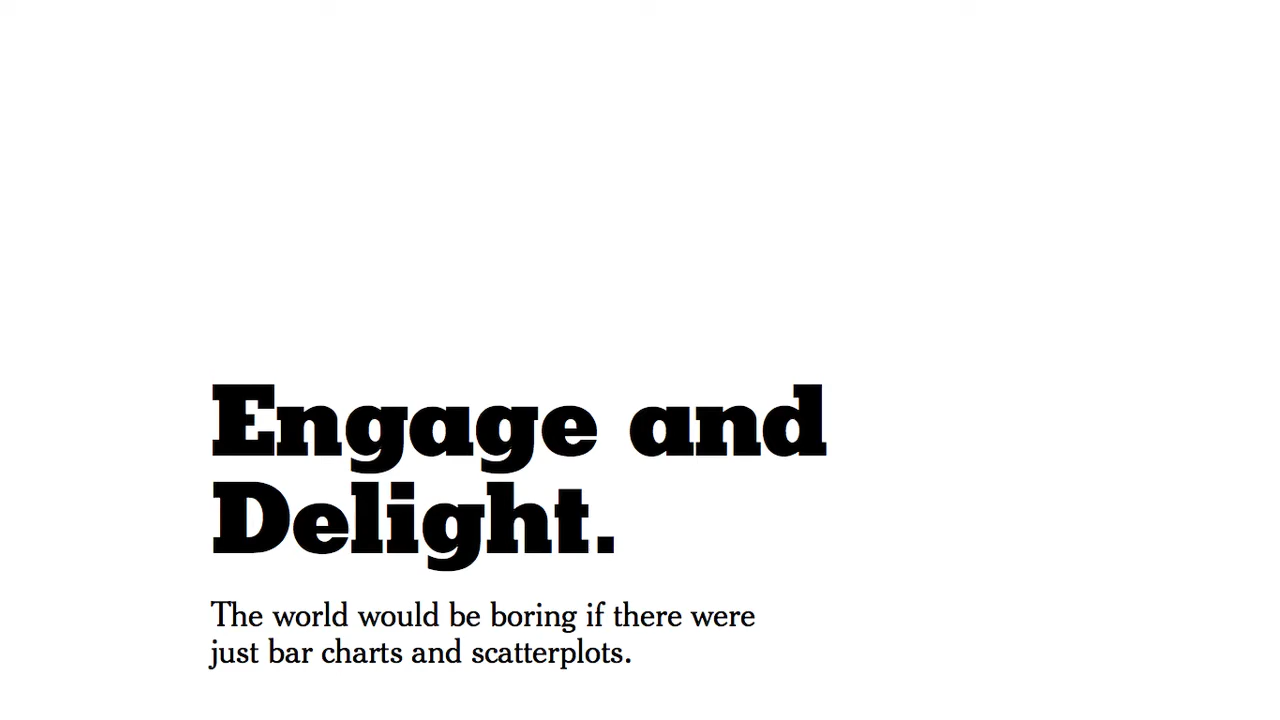 Engage and
Delight.
The world would be boring if there were
just bar charts and scatterplots.